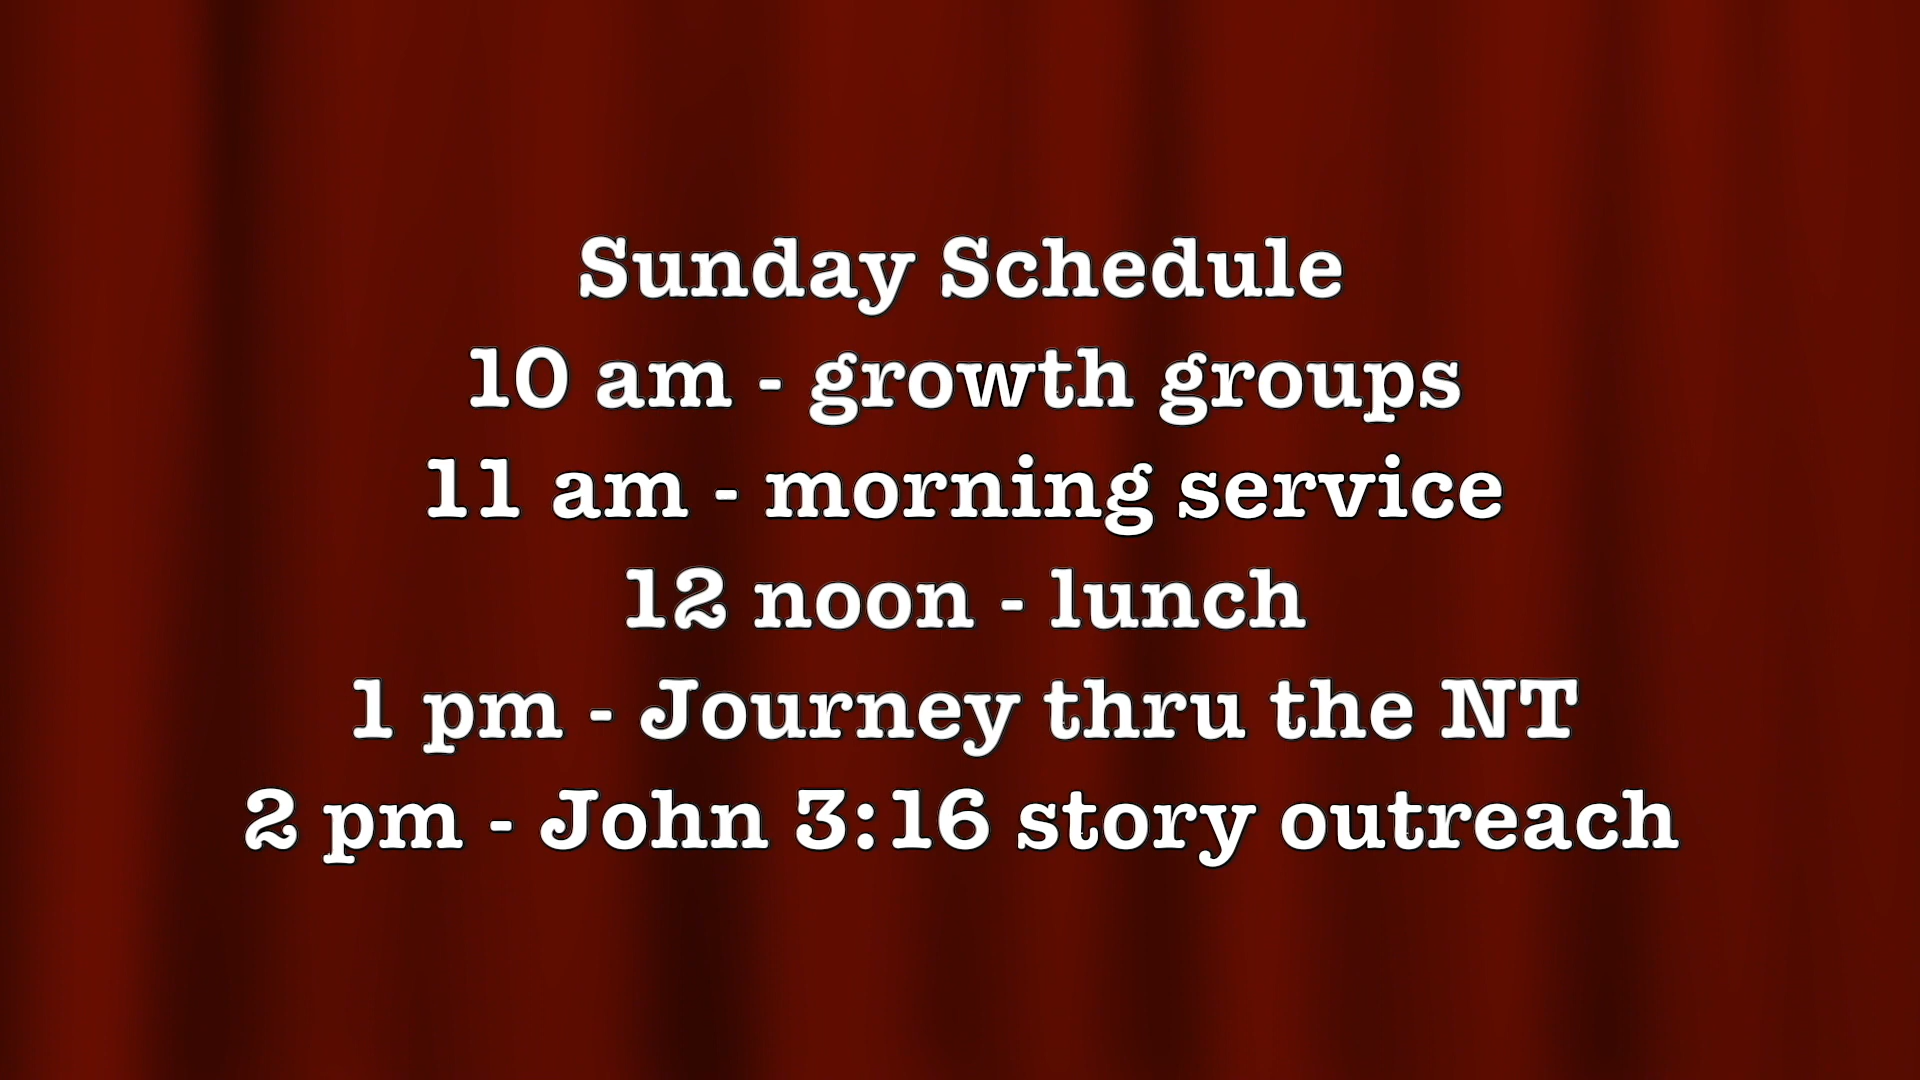 Sunday Schedule
10 am - growth groups
11 am - morning service
12 noon - lunch
1 pm - Journey thru the NT
2 pm - John 3:16 story outreach